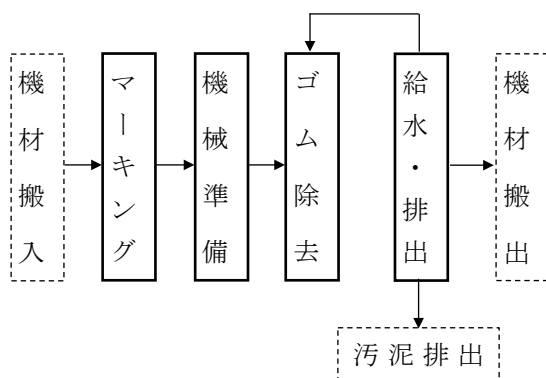 機材搬入
マーキング
機械準備
ゴム除去
給水・排出
機材搬出
汚泥排出